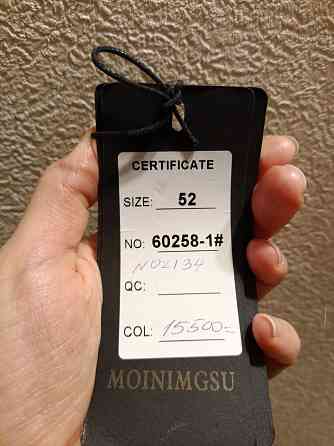 CERTIFICATE
SIZE: 52
NO: 60258-1#
N02134
QC:
COL: 15500=
MOINIMGSU